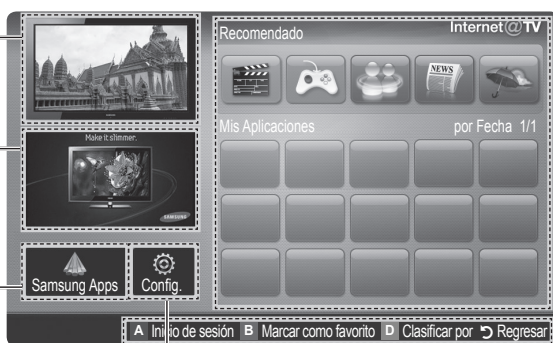 Recomendado
Internet@TV
NEWS
Mis Aplicaciones
por Fecha 1/1
Make it slimmer.
SAMSUNG
Samsung Apps
Config.
A Inicio de sesión B Marcar como favorito D Clasificar por Regresar